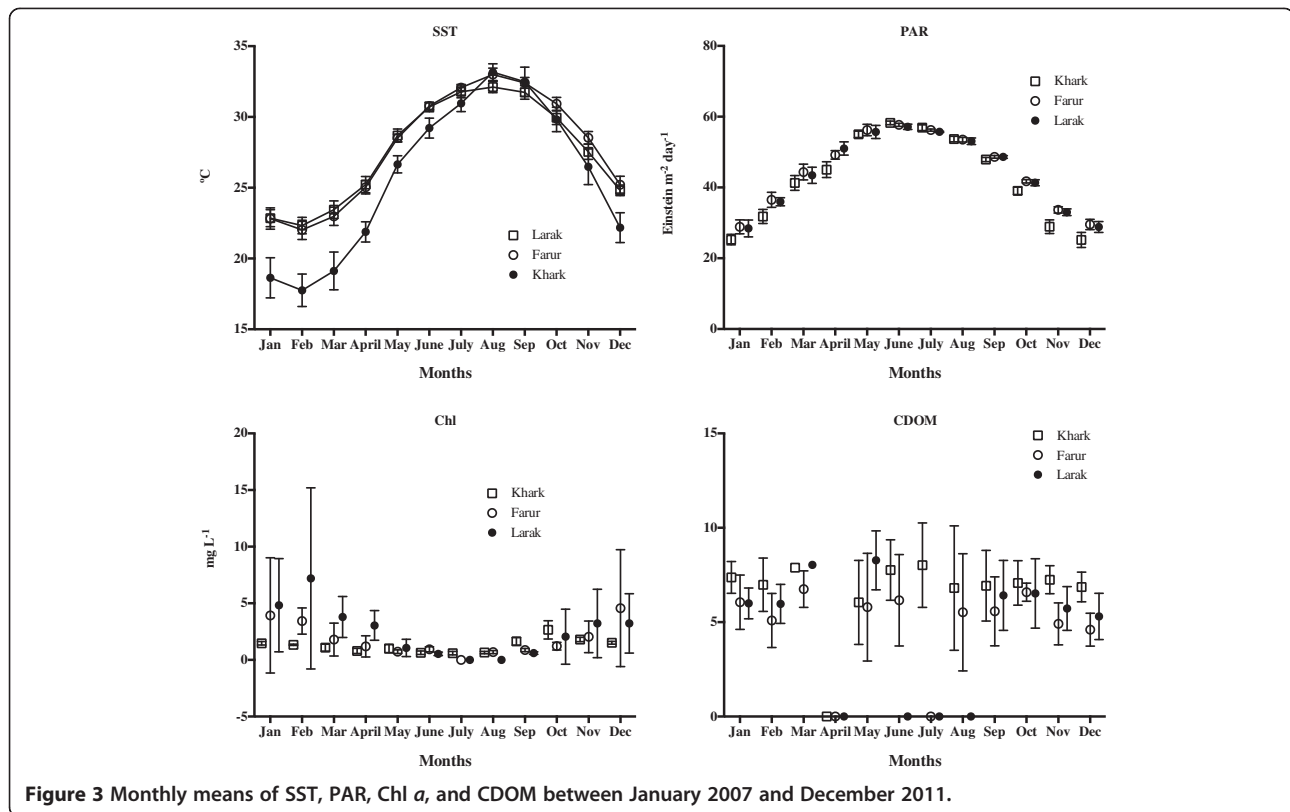 SST
35
30
25
20
15
°C
Larak
Farur
Khark
Jan Feb Mar April May June July Aug Sep Oct Nov Dec
Months
PAR
80
60
40
20
0
Einstein m⁻² day⁻¹
Khark
Farur
Larak
Jan Feb Mar April May June July Aug Sep Oct Nov Dec
Months
Chl
20
15
10
5
0
-5
mg L⁻¹
Khark
Farur
Larak
Jan Feb Mar April May June July Aug Sep Oct Nov Dec
Months
CDOM
15
10
5
0
Khark
Farur
Larak
Jan Feb Mar April May June July Aug Sep Oct Nov Dec
Months
Figure 3 Monthly means of SST, PAR, Chl a, and CDOM between January 2007 and December 2011.